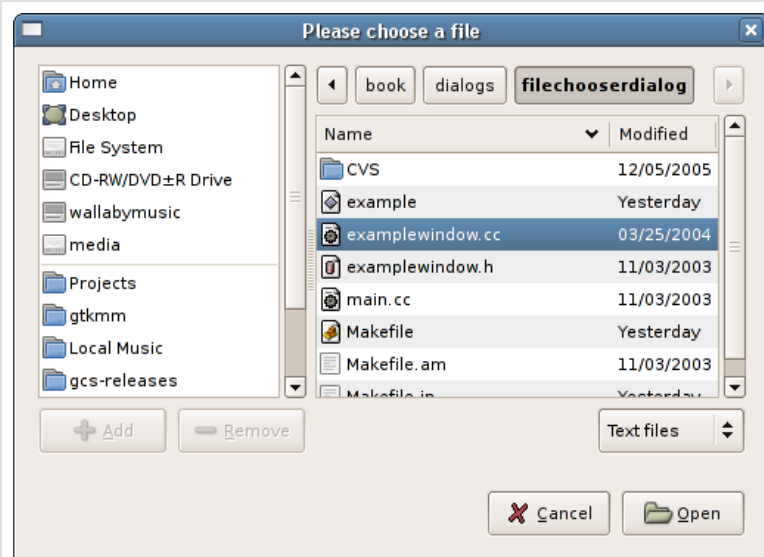 Please choose a file
Home
Desktop
File System
CD-RW/DVD±R Drive
wallabymusic
media
Projects
gtkmm
Local Music
gcs-releases
book dialogs filechooserdialog
Name Modified
CVS 12/05/2005
example Yesterday
examplewindow.cc 03/25/2004
examplewindow.h 11/03/2003
main.cc 11/03/2003
Makefile Yesterday
Makefile.am 11/03/2003
Makefile.in Yesterday
Add Remove
Text files
Cancel Open